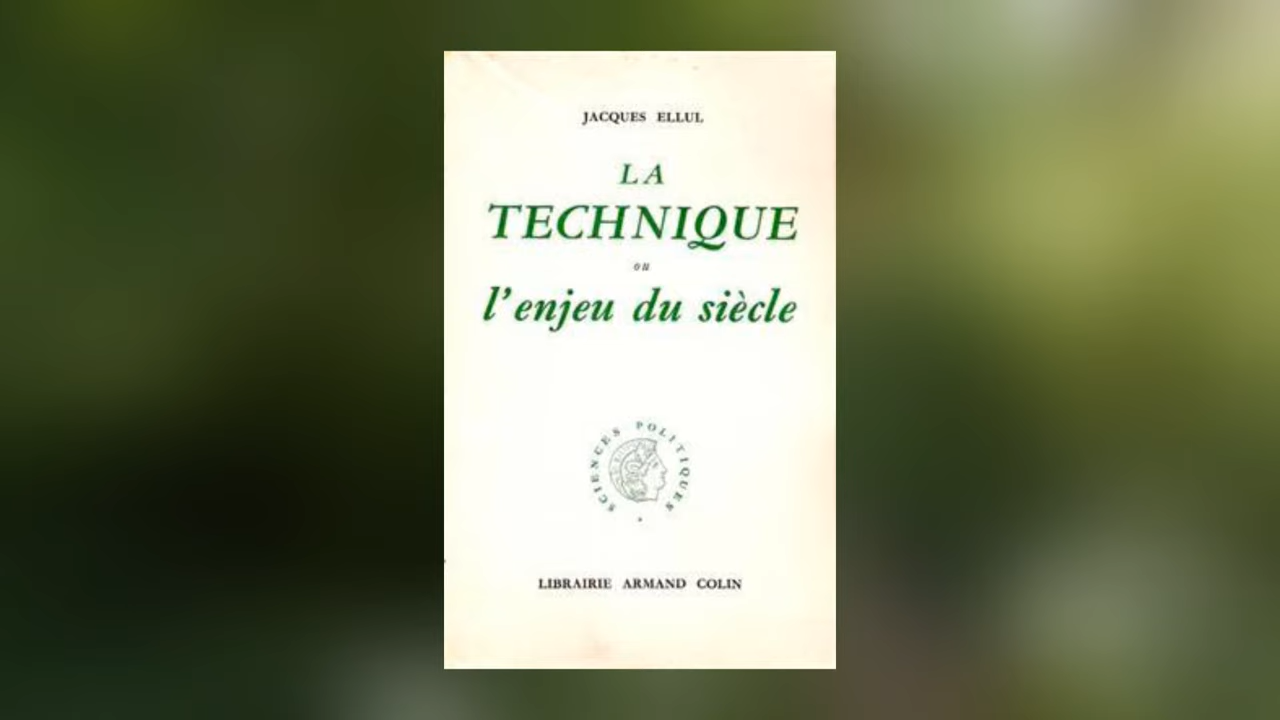 JACQUES ELLUL
LA
TECHNIQUE
ou
l'enjeu du siècle
SCIENCES POLITIQUES
LIBRAIRIE ARMAND COLIN